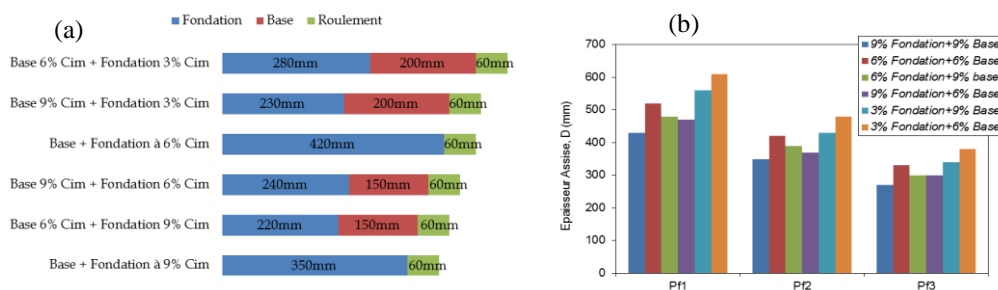 (a)
Fondation Base Roulement
Base 6% Cim + Fondation 3% Cim 280mm 200mm 60mm
Base 9% Cim + Fondation 3% Cim 230mm 200mm 60mm
Base + Fondation à 6% Cim 420mm 60mm
Base 9% Cim + Fondation 6% Cim 240mm 150mm 60mm
Base 6% Cim + Fondation 9% Cim 220mm 150mm 60mm
Base + Fondation à 9% Cim 350mm 60mm
(b)
Epaisseur Assise, D (mm)
700
600
500
400
300
200
100
0
Pf1 Pf2 Pf3
9% Fondation+9% Base
6% Fondation+6% Base
6% Fondation+9% base
9% Fondation+6% Base
3% Fondation+9% Base
3% Fondation+6% Base